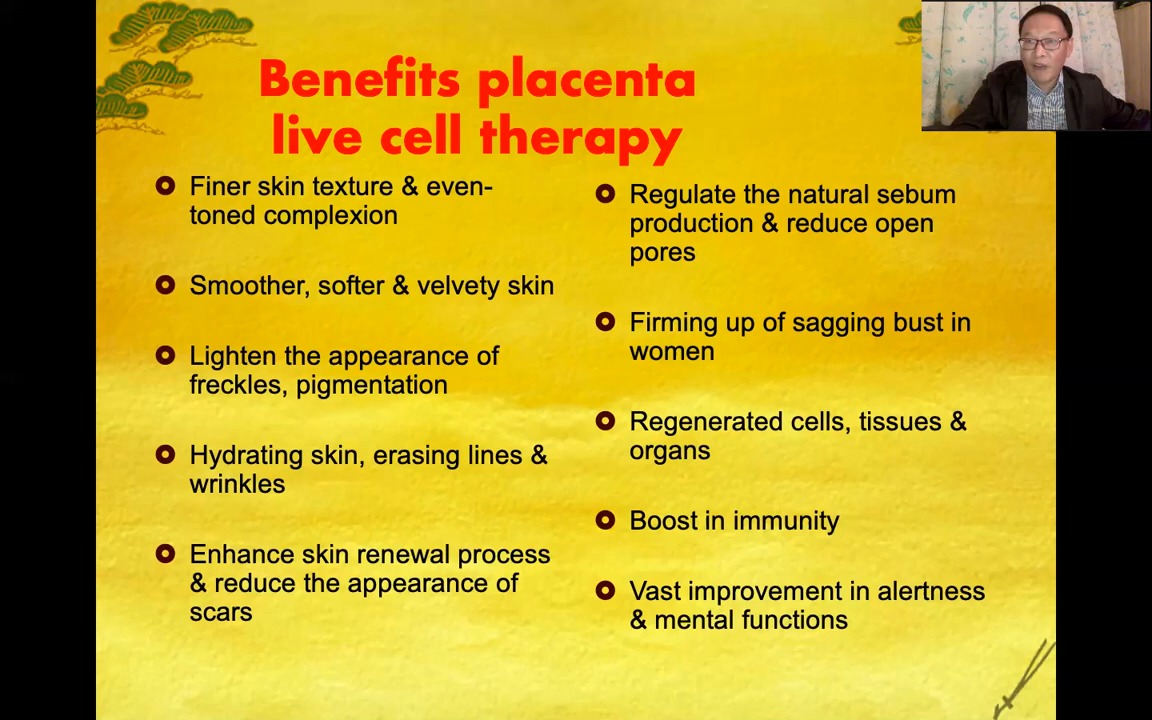 Benefits placenta
live cell therapy
Finer skin texture & even-
toned complexion
Smoother, softer & velvety skin
Lighten the appearance of
freckles, pigmentation
Hydrating skin, erasing lines &
wrinkles
Enhance skin renewal process
& reduce the appearance of
scars
Regulate the natural sebum
production & reduce open
pores
Firming up of sagging bust in
women
Regenerated cells, tissues &
organs
Boost in immunity
Vast improvement in alertness
& mental functions